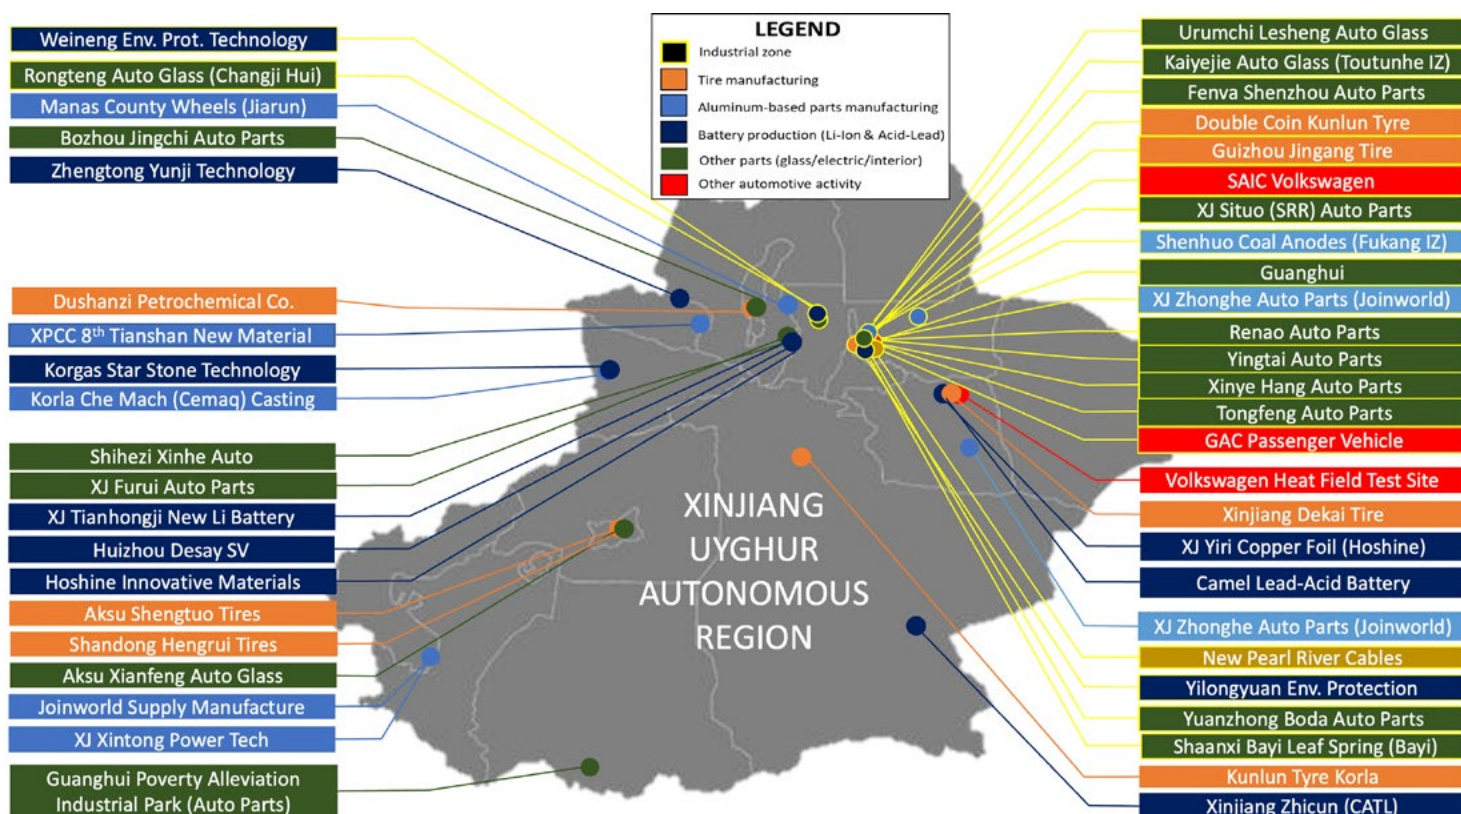 Weineng Env. Prot. Technology
Rongteng Auto Glass (Changji Hui)
Manas County Wheels (Jiarun)
Bozhou Jingchi Auto Parts
Zhengtong Yunji Technology
Dushanzi Petrochemical Co.
XPCC 8th Tianshan New Material
Korgas Star Stone Technology
Korla Che Mach (Cemaq) Casting
Shihezi Xinhe Auto
XJ Furui Auto Parts
XJ Tianhongji New Li Battery
Huizhou Desay SV
Hoshine Innovative Materials
Aksu Shengtuo Tires
Shandong Hengrui Tires
Aksu Xianfeng Auto Glass
Joinworld Supply Manufacture
XJ Xintong Power Tech
Guanghui Poverty Alleviation
Industrial Park (Auto Parts)
LEGEND
Industrial zone
Tire manufacturing
Aluminum-based parts manufacturing
Battery production (Li-Ion & Acid-Lead)
Other parts (glass/electric/interior)
Other automotive activity
XINJIANG
UYGHUR
AUTONOMOUS
REGION
Urumchi Lesheng Auto Glass
Kaiyejie Auto Glass (Toutunhe IZ)
Fenva Shenzhou Auto Parts
Double Coin Kunlun Tyre
Guizhou Jingang Tire
SAIC Volkswagen
XJ Situo (SRR) Auto Parts
Shenhuo Coal Anodes (Fukang IZ)
Guanghui
XJ Zhonghe Auto Parts (Joinworld)
Renao Auto Parts
Yingtai Auto Parts
Xinye Hang Auto Parts
Tongfeng Auto Parts
GAC Passenger Vehicle
Volkswagen Heat Field Test Site
Xinjiang Dekai Tire
XJ Yiri Copper Foil (Hoshine)
Camel Lead-Acid Battery
XJ Zhonghe Auto Parts (Joinworld)
New Pearl River Cables
Yilongyuan Env. Protection
Yuanzhong Boda Auto Parts
Shaanxi Bayi Leaf Spring (Bayi)
Kunlun Tyre Korla
Xinjiang Zhicun (CATL)